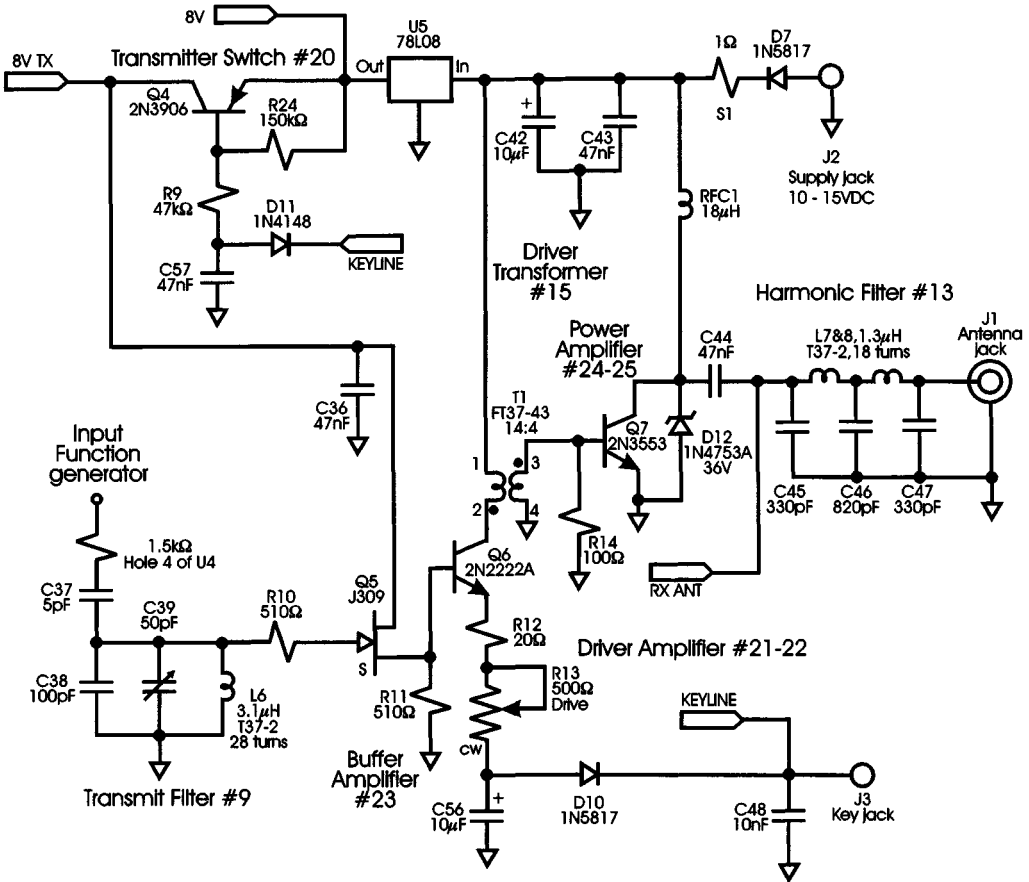 8V
U5
78L08
8V TX
Transmitter Switch #20
Out
In
1Ω
D7
1N5817
Q4
2N3906
R24
150kΩ
+
C42
10µF
C43
47nF
S1
J2
Supply jack
10 - 15VDC
R9
47kΩ
D11
1N4148
KEYLINE
RFC1
18µH
C57
47nF
Driver
Transformer
#15
Harmonic Filter #13
Power
Amplifier
#24-25
C44
47nF
L7&8,1.3µH
T37-2,18 turns
J1
Antenna
jack
C36
47nF
T1
FT37-43
14:4
Q7
2N3553
D12
1N4753A
36V
Input
Function
generator
1
3
2
4
C45
330pF
C46
820pF
C47
330pF
1.5kΩ
Hole 4 of U4
Q6
2N2222A
R14
100Ω
RX ANT
C37
5pF
C39
50pF
R10
510Ω
Q5
J309
R12
20Ω
Driver Amplifier #21-22
C38
100pF
L6
3.1µH
T37-2
28 turns
S
R11
510Ω
R13
500Ω
Drive
KEYLINE
CW
Transmit Filter #9
Buffer
Amplifier
#23
C56
10µF
+
D10
1N5817
C48
10nF
J3
Key jack